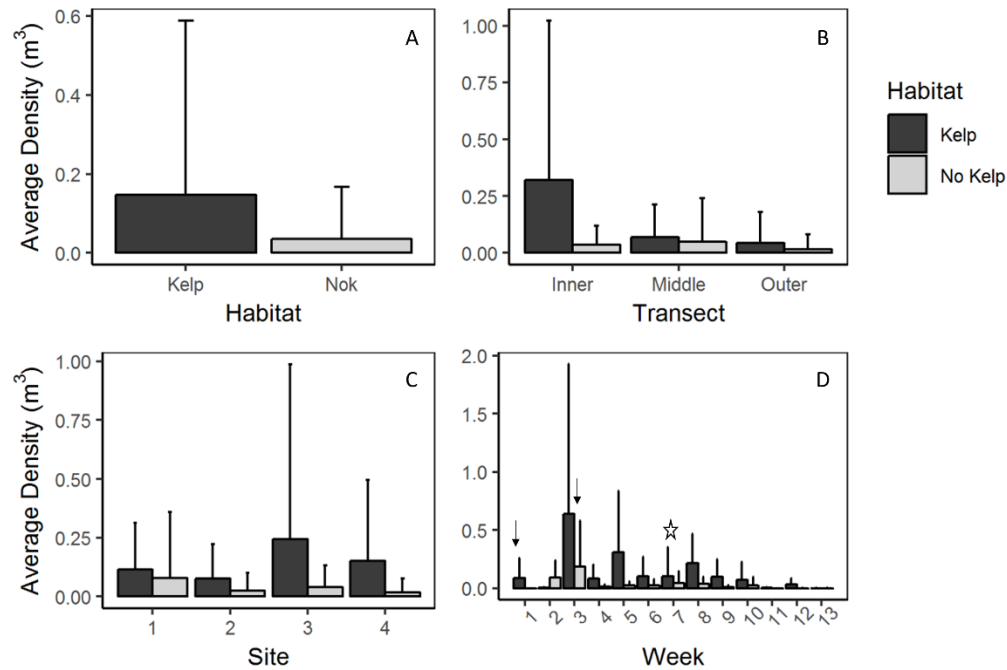 A
Average Density (m³)
0.6
0.4
0.2
0.0
Kelp
Nok
Habitat
B
1.00
0.75
0.50
0.25
0.00
Inner
Middle
Outer
Transect
Habitat
Kelp
No Kelp
C
Average Density (m³)
1.00
0.75
0.50
0.25
0.00
1
2
3
4
Site
D
2.0
1.5
1.0
0.5
0.0
1
2
3
4
5
6
7
8
9
10
11
12
13
Week